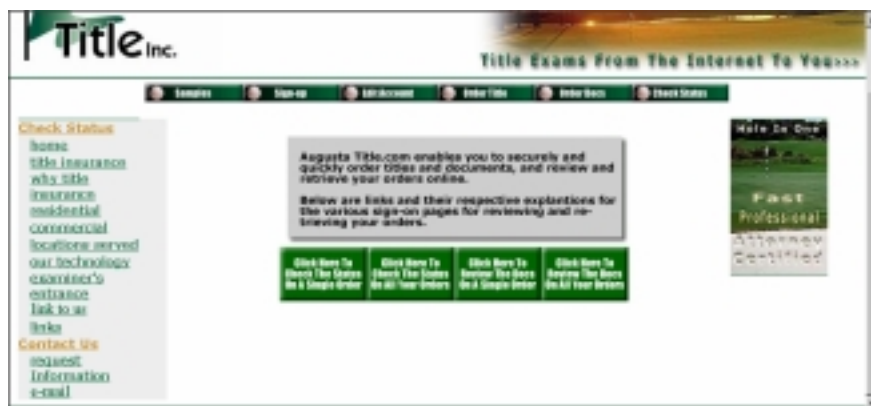 Title Inc.
Title Exams From The Internet To You>>>
Samples Sign-up Edit Account Order Title Order Docs Check Status
Check Status
home
title insurance
why title
insurance
residential
commercial
locations served
our technology
examiner's
entrance
link to us
links
Contact Us
request
Information
e-mail
Augusta Title.com enables you to securely and
quickly order titles and documents, and review and
retrieve your orders online.
Below are links and their respective explantions for
the various sign-on pages for reviewing and re-
trieving your orders.
Click Here To
Check The Status
On A Single Order
Click Here To
Check The Status
On All Your Orders
Click Here To
Review The Docs
On A Single Order
Click Here To
Review The Docs
On All Your Orders
Hole In One
Fast
Professional
Attorney
Certified